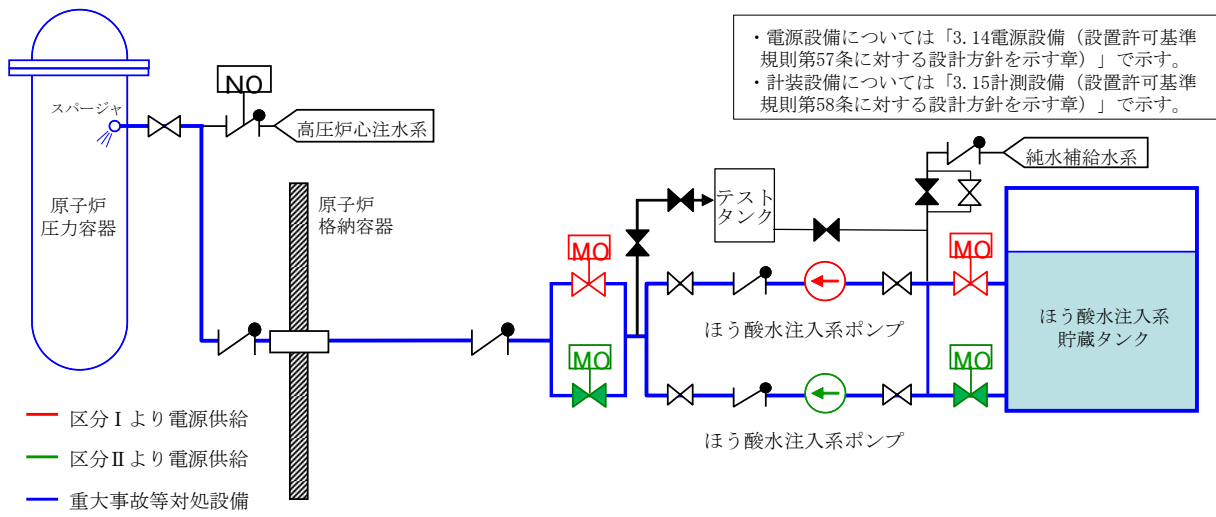 ・電源設備については「3.14電源設備（設置許可基準
規則第57条に対する設計方針を示す章）」で示す。
・計装設備については「3.15計測設備（設置許可基準
規則第58条に対する設計方針を示す章）」で示す。
NO
スパージャ
高圧炉心注水系
純水補給水系
原子炉
圧力容器
原子炉
格納容器
テスト
タンク
MO
MO
ほう酸水注入系ポンプ
ほう酸水注入系
貯蔵タンク
MO
MO
ほう酸水注入系ポンプ
区分Ⅰより電源供給
区分Ⅱより電源供給
重大事故等対処設備